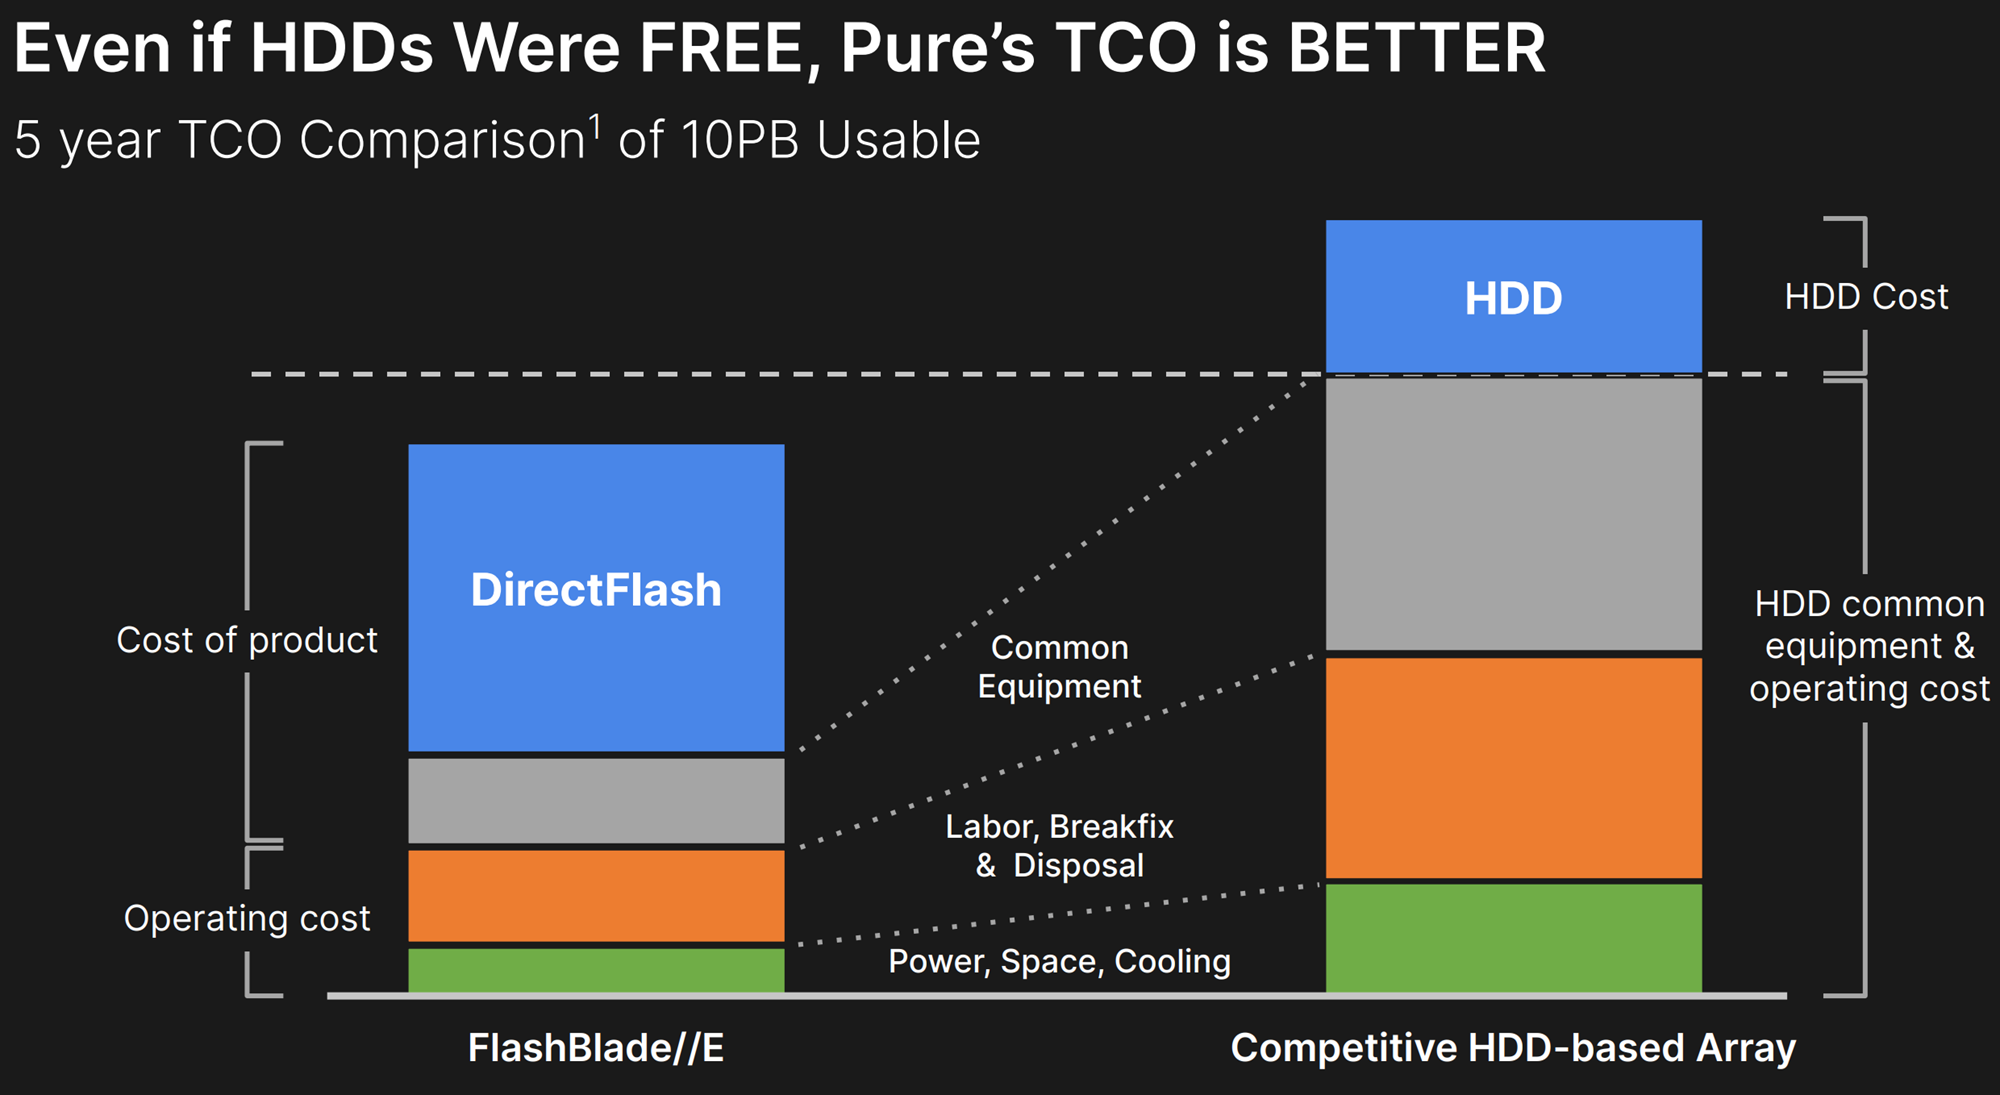 Even if HDDs Were FREE, Pure’s TCO is BETTER
5 year TCO Comparison1 of 10PB Usable
HDD
HDD Cost
DirectFlash
Cost of product
Common
Equipment
HDD common
equipment &
operating cost
Labor, Breakfix
& Disposal
Operating cost
Power, Space, Cooling
FlashBlade//E
Competitive HDD-based Array